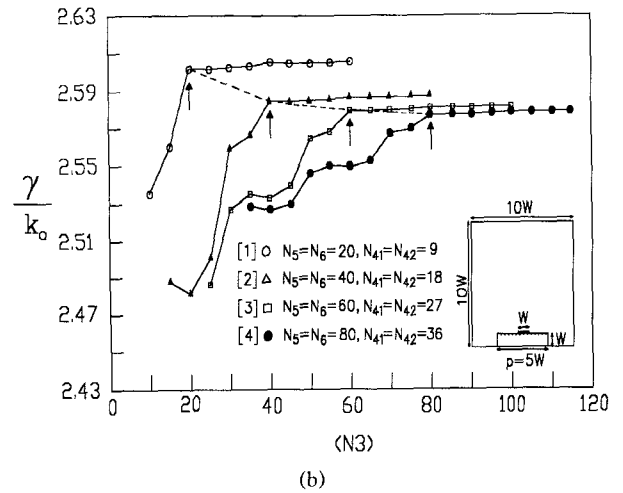 2.63
2.59
2.55
2.51
2.47
2.43
γ
k₀
[1] ○ N₅=N₆=20, N₄₁=N₄₂=9
[2] △ N₅=N₆=40, N₄₁=N₄₂=18
[3] □ N₅=N₆=60, N₄₁=N₄₂=27
[4] ● N₅=N₆=80, N₄₁=N₄₂=36
10W
10W
W
W
p=5W
0 20 40 60 80 100 120
⟨N3⟩
(b)